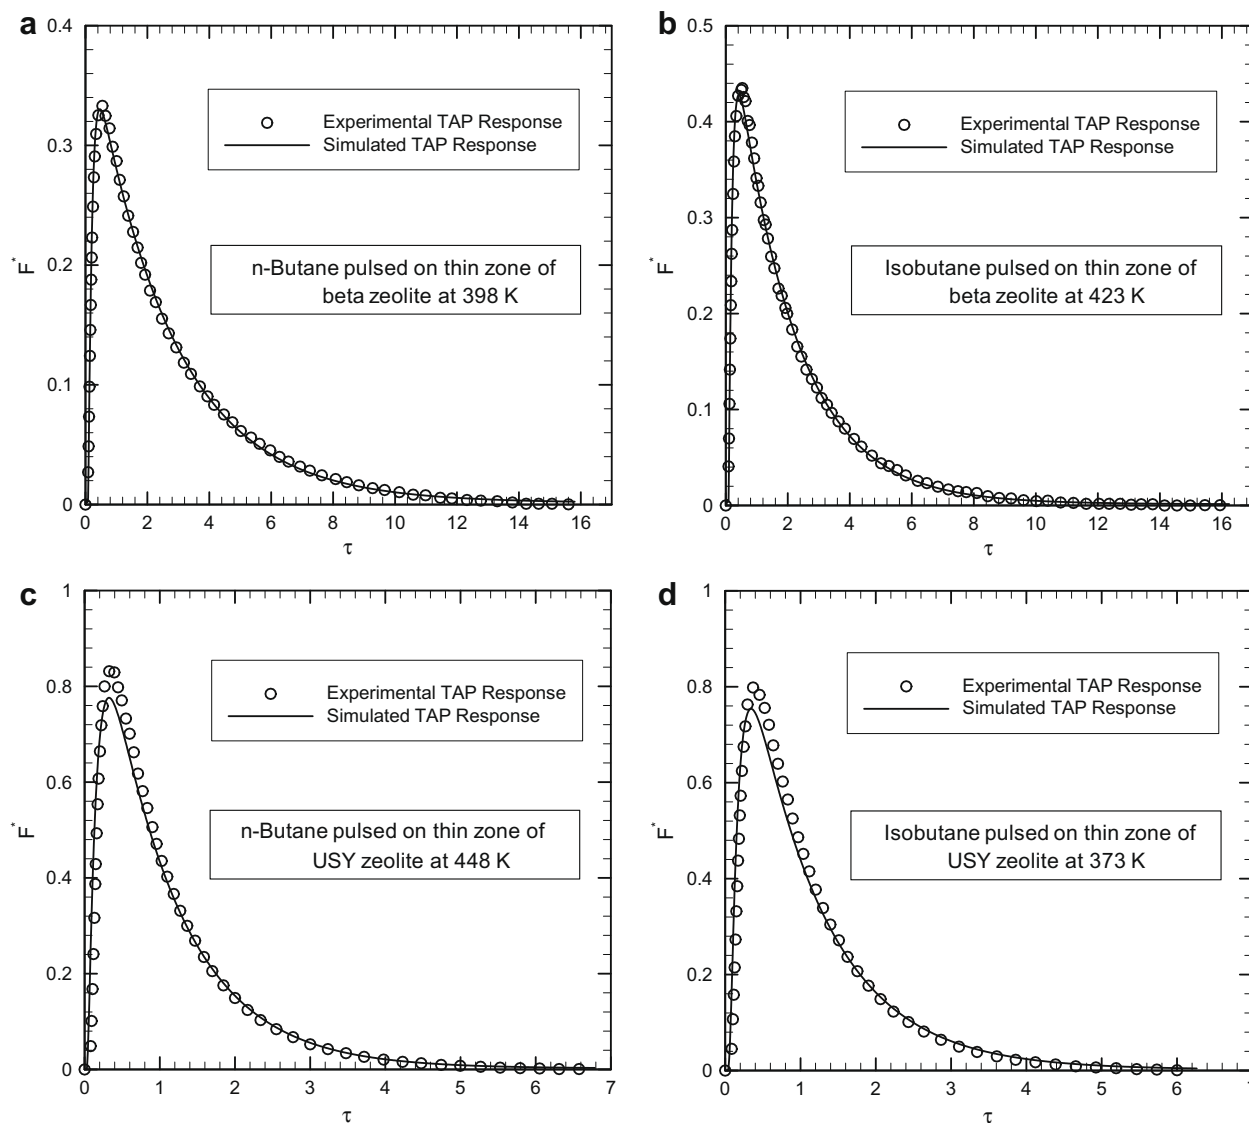 a
0.4
0.3
0.2
0.1
0
F*
Experimental TAP Response
Simulated TAP Response
n-Butane pulsed on thin zone of
beta zeolite at 398 K
0 2 4 6 8 10 12 14 16
τ
b
0.5
0.4
0.3
0.2
0.1
0
F*
Experimental TAP Response
Simulated TAP Response
Isobutane pulsed on thin zone of
beta zeolite at 423 K
0 2 4 6 8 10 12 14 16
τ
c
1
0.8
0.6
0.4
0.2
0
F*
Experimental TAP Response
Simulated TAP Response
n-Butane pulsed on thin zone of
USY zeolite at 448 K
0 1 2 3 4 5 6 7
τ
d
1
0.8
0.6
0.4
0.2
0
F*
Experimental TAP Response
Simulated TAP Response
Isobutane pulsed on thin zone of
USY zeolite at 373 K
0 1 2 3 4 5 6
τ